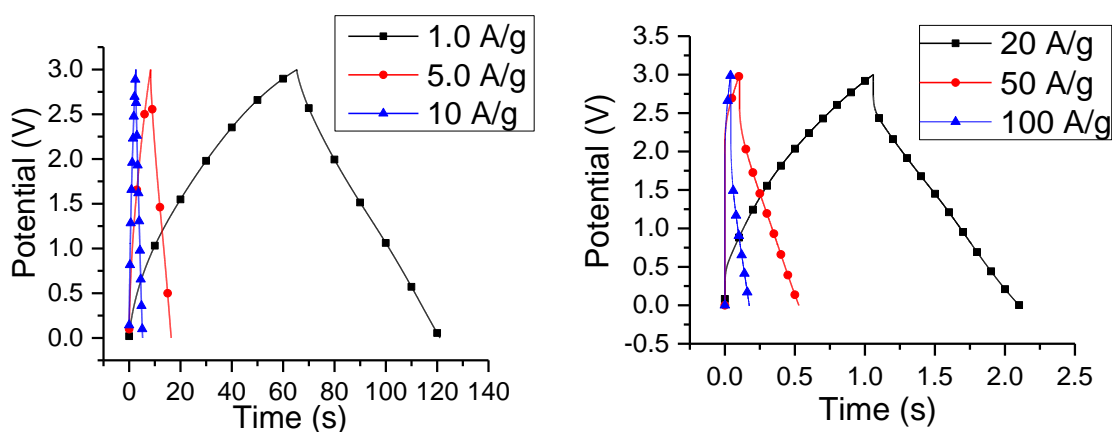 1.0 A/g
5.0 A/g
10 A/g
3.0
2.5
2.0
1.5
1.0
0.5
0.0
Potential (V)
0 20 40 60 80 100 120 140
Time (s)
20 A/g
50 A/g
100 A/g
3.5
3.0
2.5
2.0
1.5
1.0
0.5
0.0
-0.5
Potential (V)
0.0 0.5 1.0 1.5 2.0 2.5
Time (s)